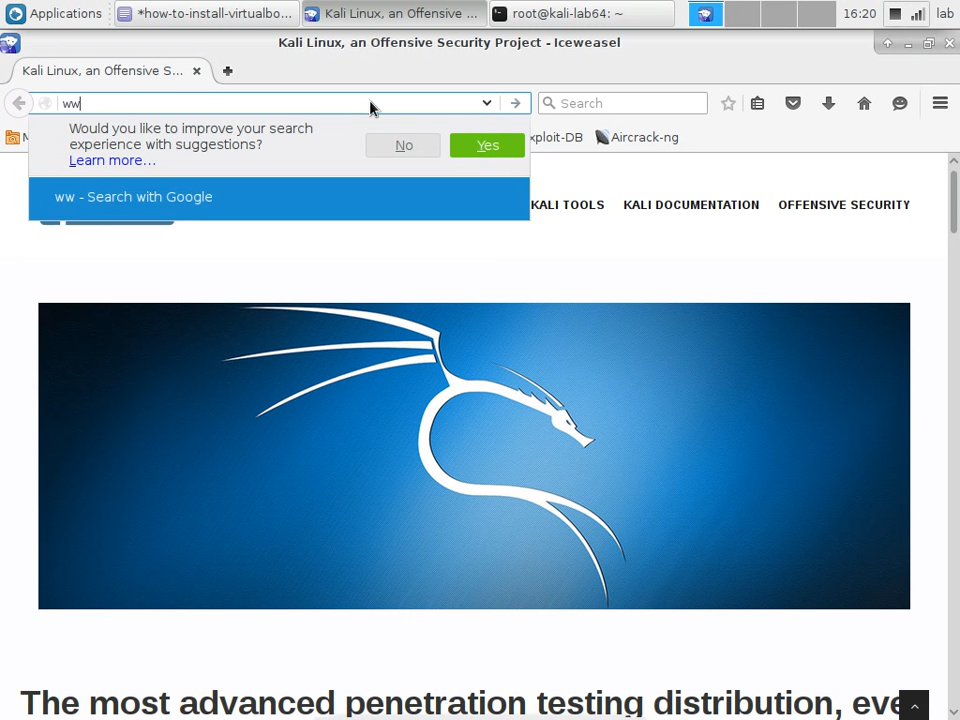 Applications
*how-to-install-virtualbo...
Kali Linux, an Offensive ...
root@kali-lab64: ~
16:20
lab
Kali Linux, an Offensive Security Project - Iceweasel
Kali Linux, an Offensive S...
ww
Search
Would you like to improve your search
experience with suggestions?
Learn more...
No
Yes
xploit-DB
Aircrack-ng
ww - Search with Google
KALI TOOLS
KALI DOCUMENTATION
OFFENSIVE SECURITY
The most advanced penetration testing distribution, eve